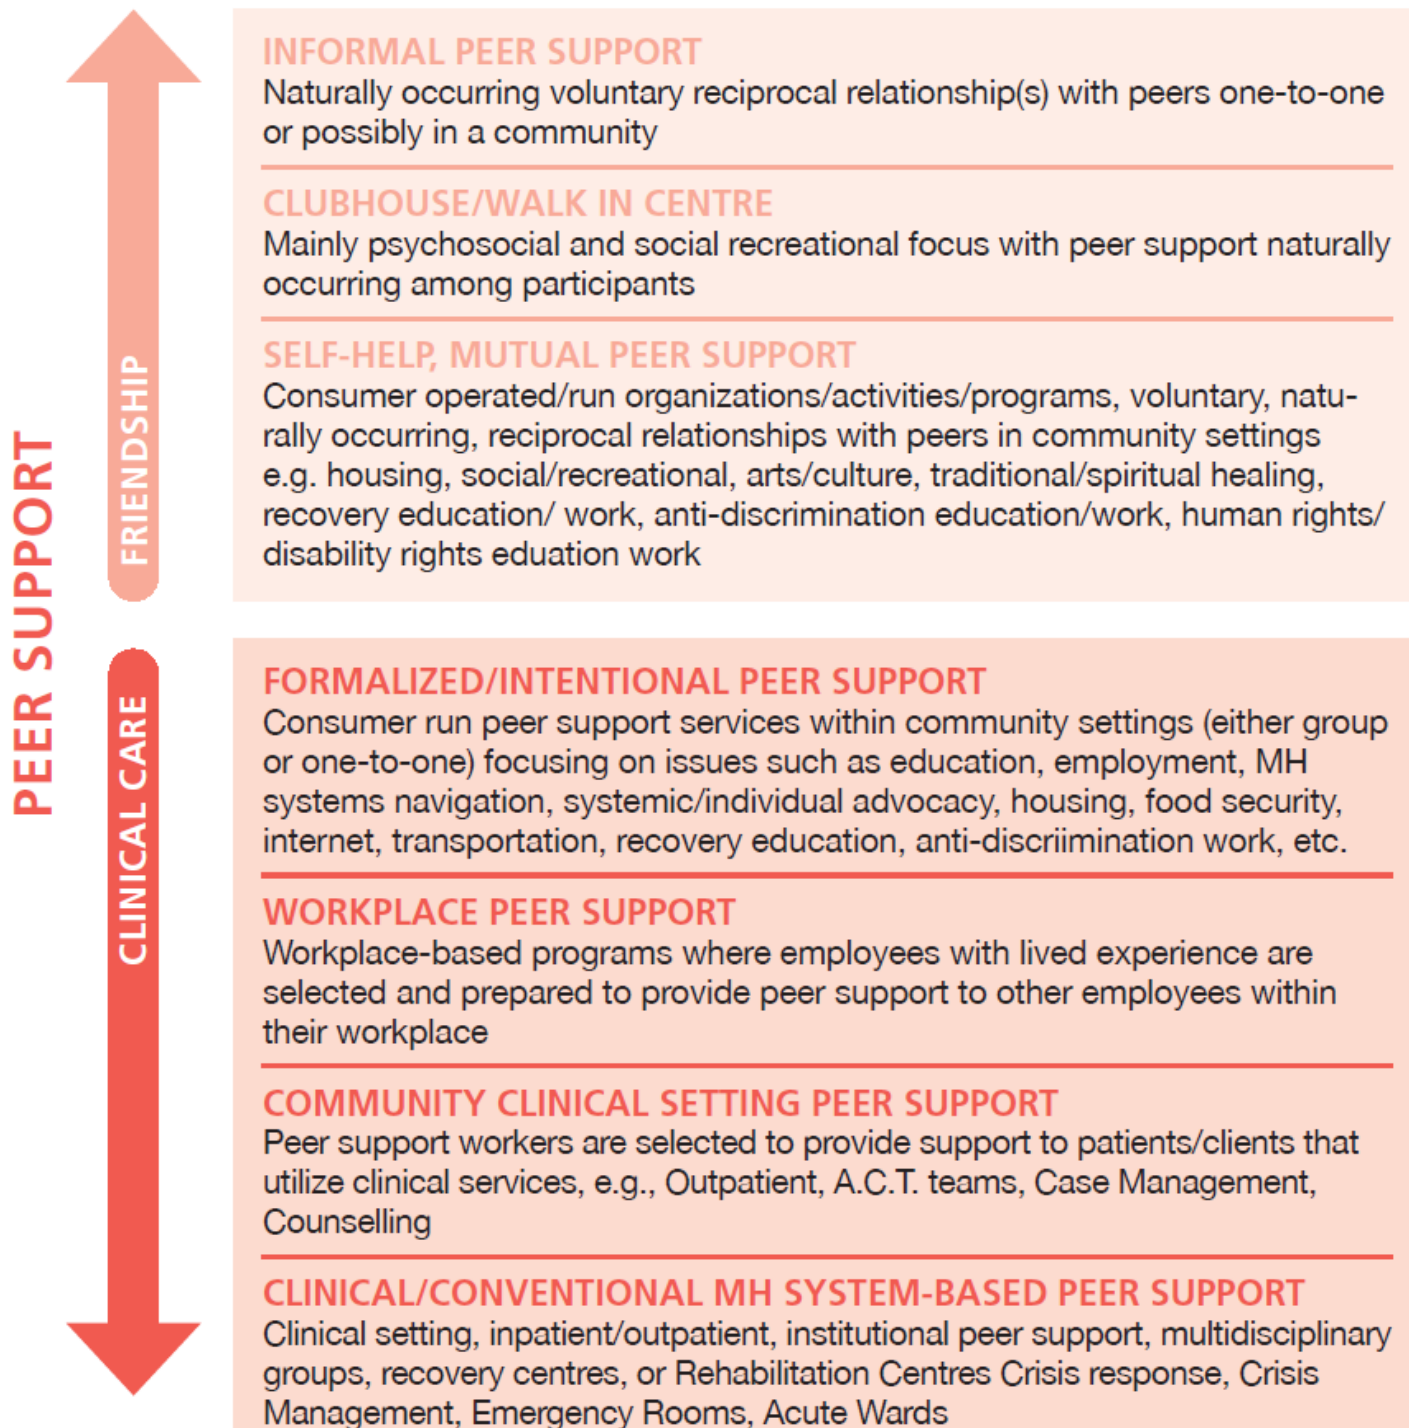 PEER SUPPORT
FRIENDSHIP
INFORMAL PEER SUPPORT
Naturally occurring voluntary reciprocal relationship(s) with peers one-to-one
or possibly in a community
CLUBHOUSE/WALK IN CENTRE
Mainly psychosocial and social recreational focus with peer support naturally
occurring among participants
SELF-HELP, MUTUAL PEER SUPPORT
Consumer operated/run organizations/activities/programs, voluntary, natu-
rally occurring, reciprocal relationships with peers in community settings
e.g. housing, social/recreational, arts/culture, traditional/spiritual healing,
recovery education/ work, anti-discrimination education/work, human rights/
disability rights eduation work
CLINICAL CARE
FORMALIZED/INTENTIONAL PEER SUPPORT
Consumer run peer support services within community settings (either group
or one-to-one) focusing on issues such as education, employment, MH
systems navigation, systemic/individual advocacy, housing, food security,
internet, transportation, recovery education, anti-discriimination work, etc.
WORKPLACE PEER SUPPORT
Workplace-based programs where employees with lived experience are
selected and prepared to provide peer support to other employees within
their workplace
COMMUNITY CLINICAL SETTING PEER SUPPORT
Peer support workers are selected to provide support to patients/clients that
utilize clinical services, e.g., Outpatient, A.C.T. teams, Case Management,
Counselling
CLINICAL/CONVENTIONAL MH SYSTEM-BASED PEER SUPPORT
Clinical setting, inpatient/outpatient, institutional peer support, multidisciplinary
groups, recovery centres, or Rehabilitation Centres Crisis response, Crisis
Management, Emergency Rooms, Acute Wards